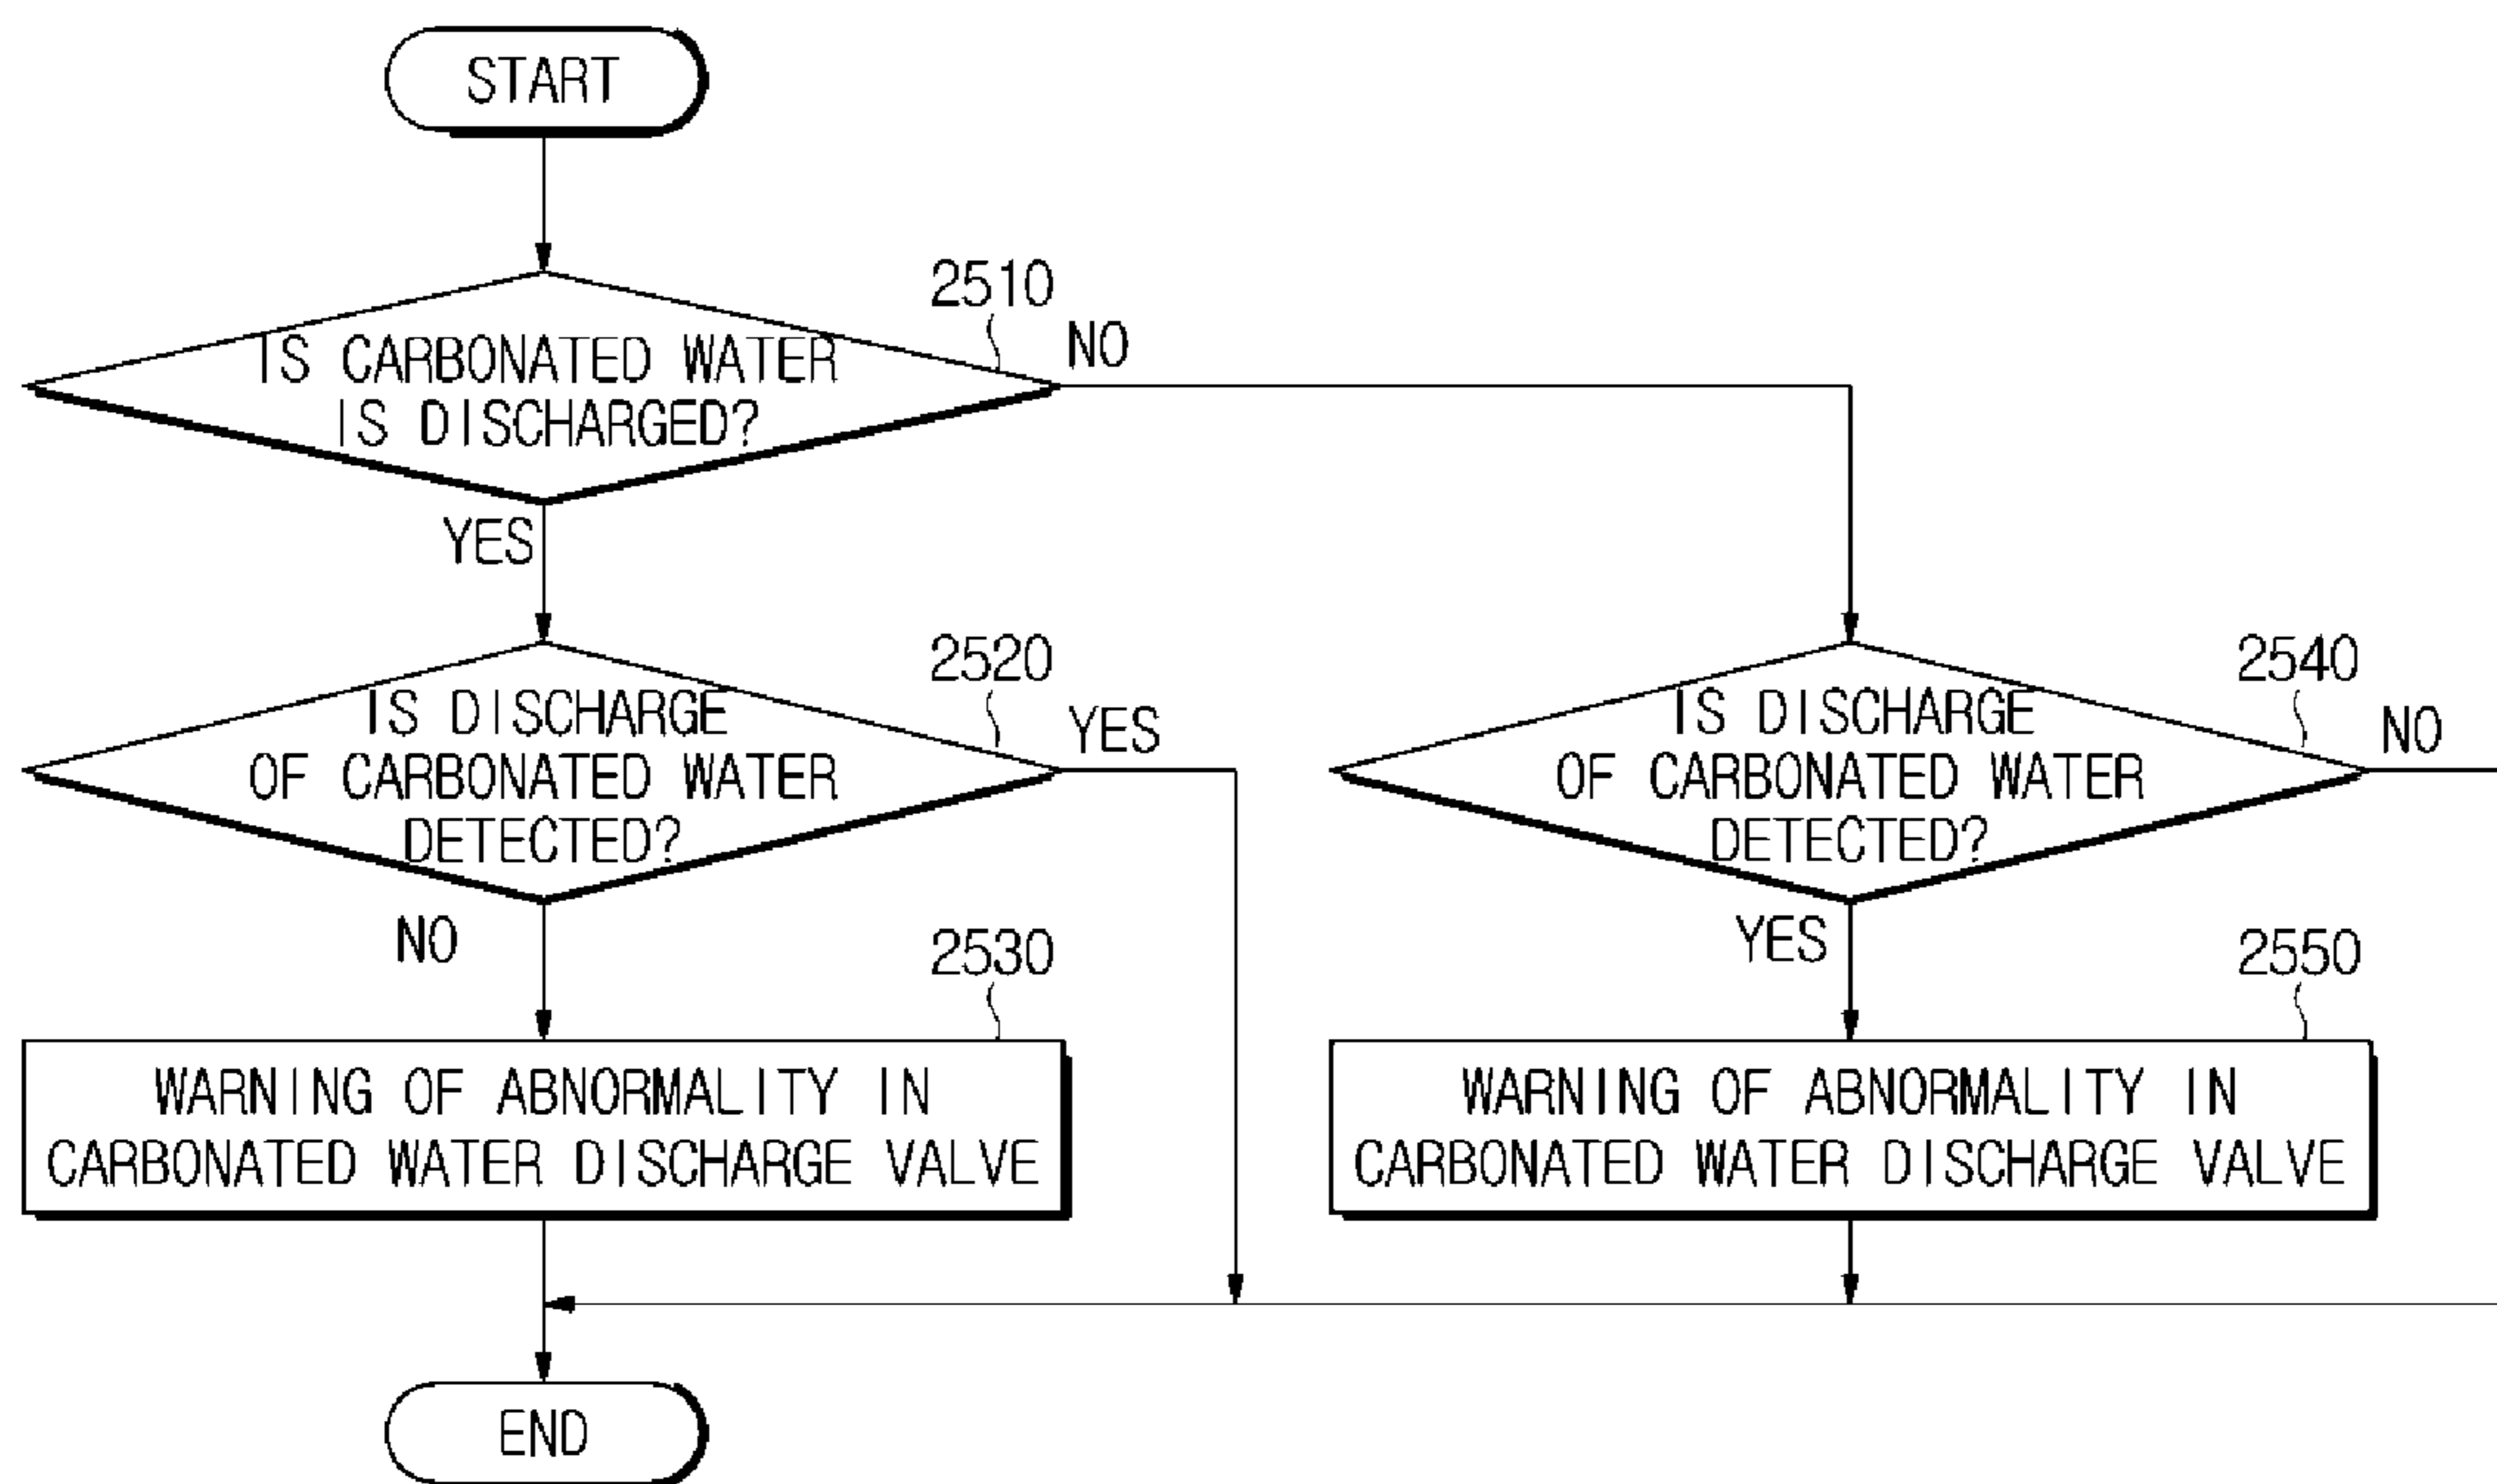 START
2510
NO
IS CARBONATED WATER
IS DISCHARGED?
YES
2520
YES
IS DISCHARGE
OF CARBONATED WATER
DETECTED?
NO
2540
NO
IS DISCHARGE
OF CARBONATED WATER
DETECTED?
YES
2530
WARNING OF ABNORMALITY IN
CARBONATED WATER DISCHARGE VALVE
2550
WARNING OF ABNORMALITY IN
CARBONATED WATER DISCHARGE VALVE
END